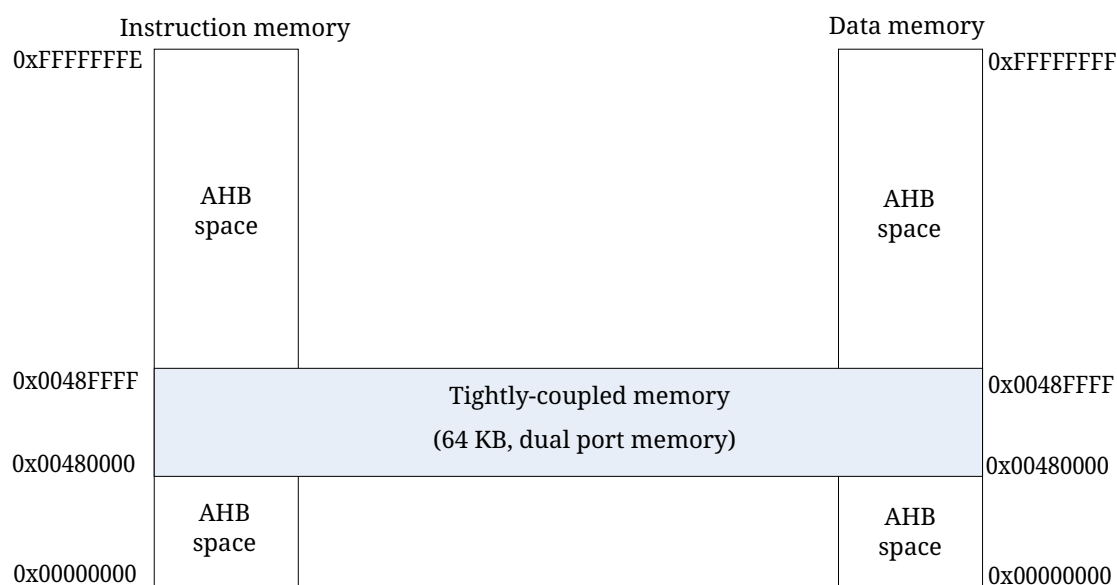 Instruction memory
Data memory
0xFFFFFFFE
0xFFFFFFFF
AHB
space
AHB
space
0x0048FFFF
Tightly-coupled memory
0x0048FFFF
(64 KB, dual port memory)
0x00480000
0x00480000
AHB
space
AHB
space
0x00000000
0x00000000